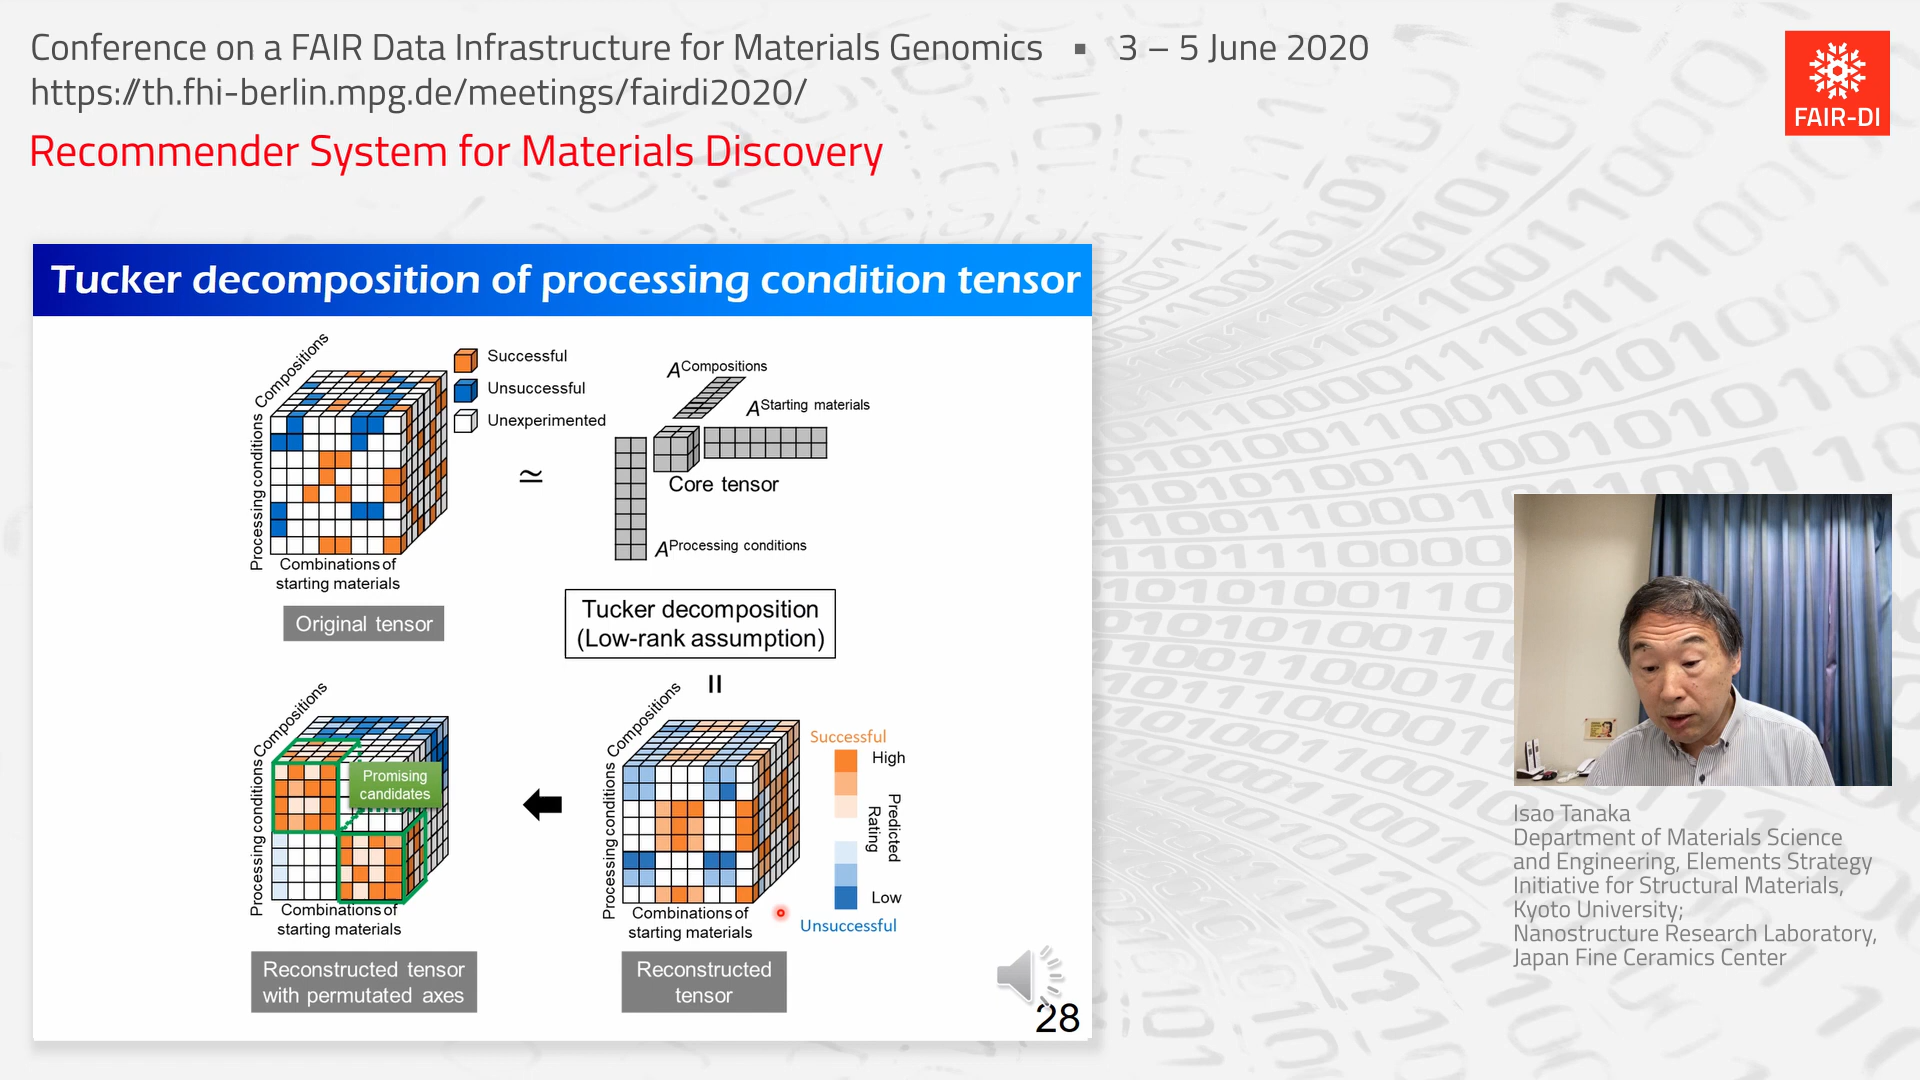 Conference on a FAIR Data Infrastructure for Materials Genomics ▪ 3 – 5 June 2020
https://th.fhi-berlin.mpg.de/meetings/fairdi2020/
Recommender System for Materials Discovery
FAIR-DI
Tucker decomposition of processing condition tensor
Compositions
Processing conditions
Combinations of
starting materials
Original tensor
Successful
Unsuccessful
Unexperimented
≃
A Compositions
A Starting materials
Core tensor
A Processing conditions
Tucker decomposition
(Low-rank assumption)
=
Compositions
Processing conditions
Promising
candidates
Combinations of
starting materials
Reconstructed tensor
with permutated axes
Compositions
Processing conditions
Combinations of
starting materials
Reconstructed
tensor
Successful
High
Predicted
Rating
Low
Unsuccessful
28
Isao Tanaka
Department of Materials Science
and Engineering, Elements Strategy
Initiative for Structural Materials,
Kyoto University;
Nanostructure Research Laboratory,
Japan Fine Ceramics Center